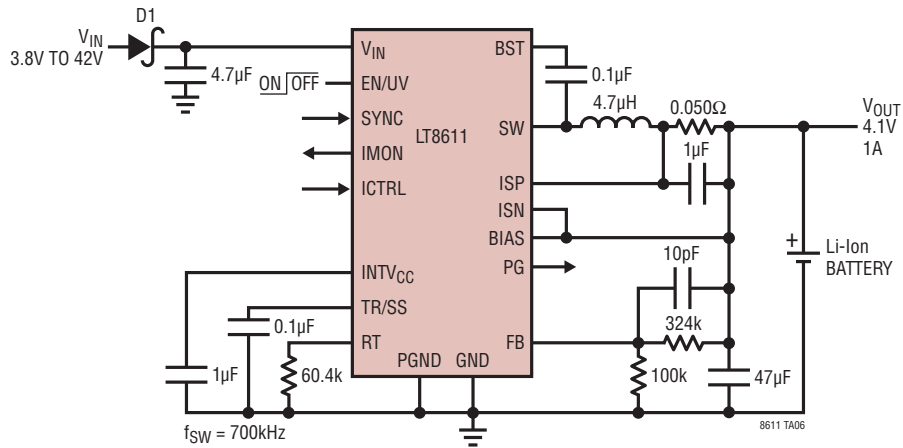 D1
VIN
3.8V TO 42V
4.7µF
ON OFF
VIN
EN/UV
SYNC
IMON
ICTRL
INTVCC
TR/SS
RT
PGND
GND
LT8611
BST
SW
ISP
ISN
BIAS
PG
FB
0.1µF
4.7µH
0.050Ω
1µF
VOUT
4.1V
1A
+
Li-Ion
BATTERY
10pF
324k
100k
47µF
0.1µF
1µF
60.4k
fSW = 700kHz
8611 TA06